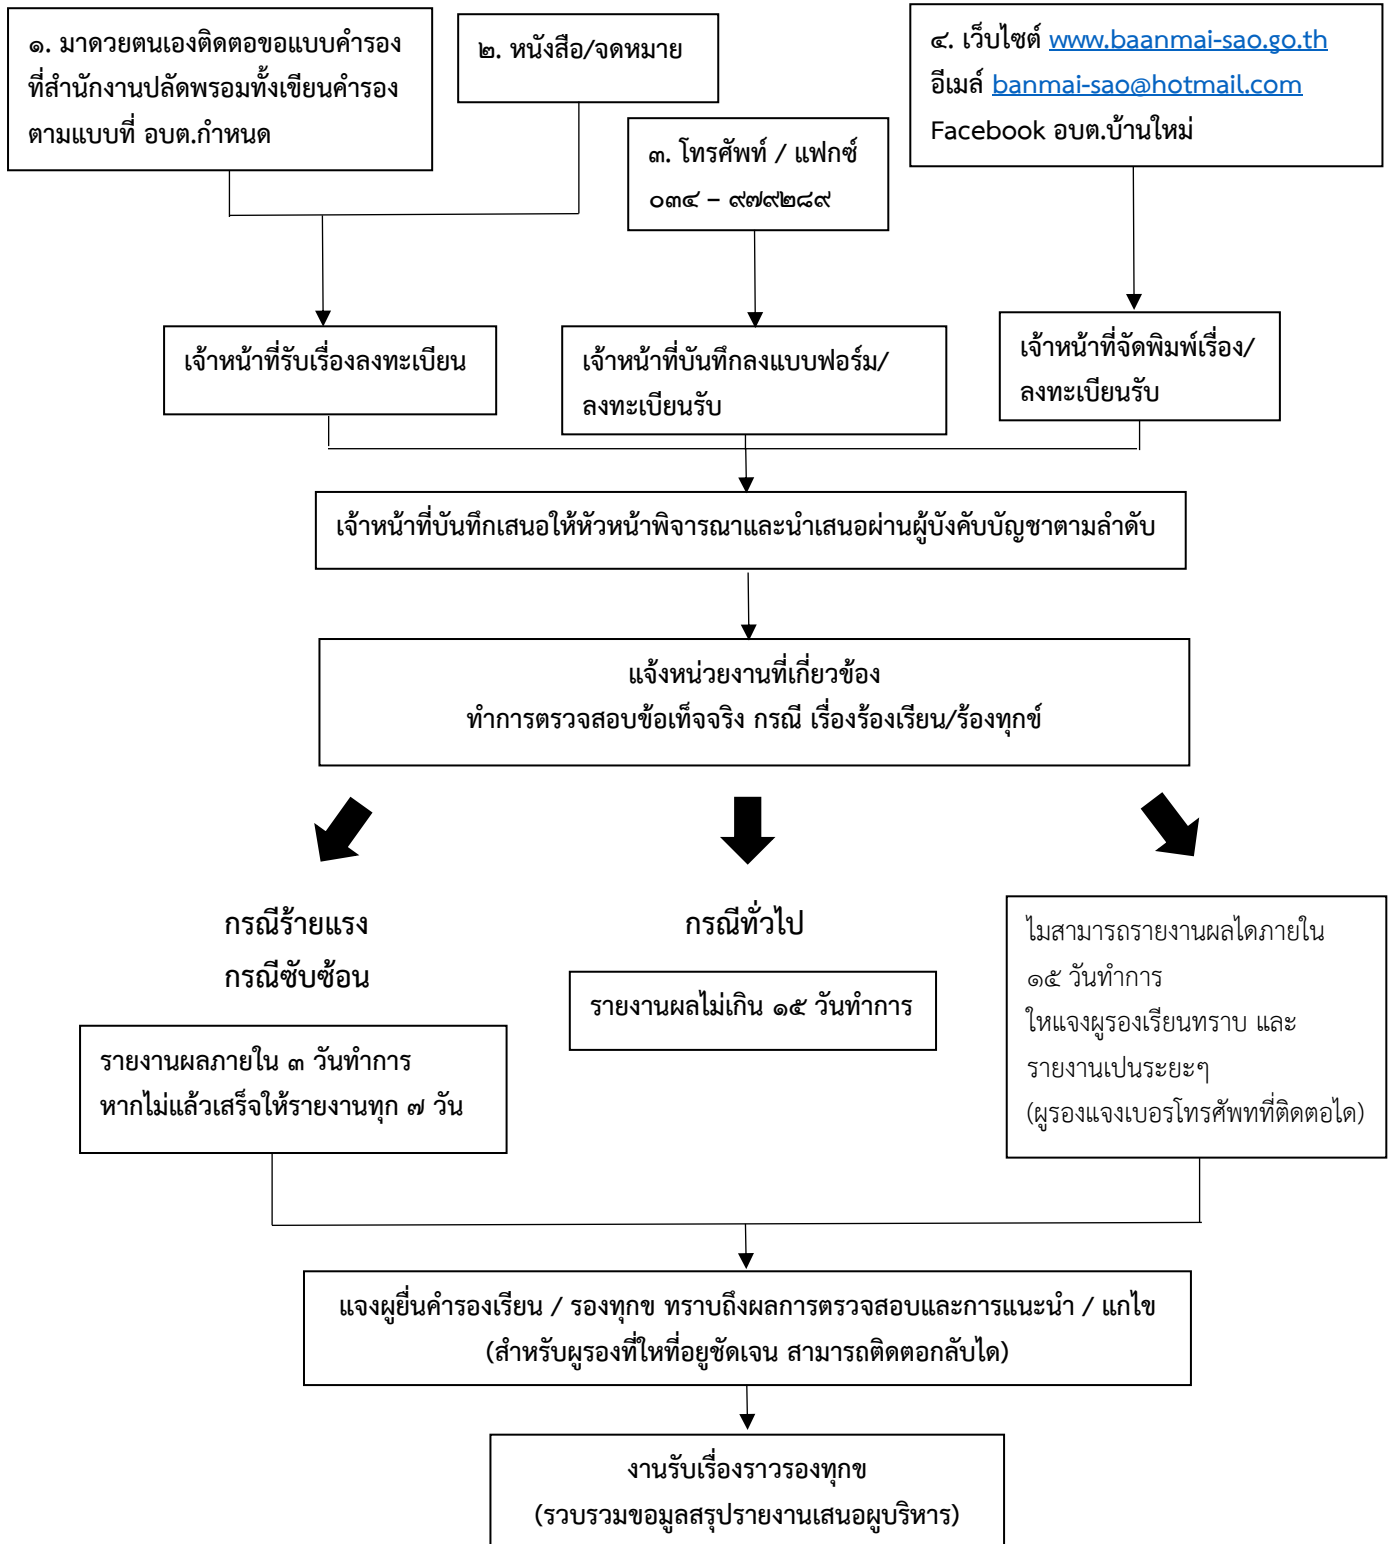 ๑. มาดวยตนเองติดตอขอแบบคำรอง
ที่สำนักงานปลัดพรอมทั้งเขียนคำรอง
ตามแบบที่ อบต.กำหนด
๒. หนังสือ/จดหมาย
๓. โทรศัพท์ / แฟกซ์
๐๓๔ – ๙๗๙๒๘๙
๔. เว็บไซต์ www.baanmai-sao.go.th
อีเมล์ banmai-sao@hotmail.com
Facebook อบต.บ้านใหม่
เจ้าหน้าที่รับเรื่องลงทะเบียน
เจ้าหน้าที่บันทึกลงแบบฟอร์ม/
ลงทะเบียนรับ
เจ้าหน้าที่จัดพิมพ์เรื่อง/
ลงทะเบียนรับ
เจ้าหน้าที่บันทึกเสนอให้หัวหน้าพิจารณาและนำเสนอผ่านผู้บังคับบัญชาตามลำดับ
แจ้งหน่วยงานที่เกี่ยวข้อง
ทำการตรวจสอบข้อเท็จจริง กรณี เรื่องร้องเรียน/ร้องทุกข์
กรณีร้ายแรง
กรณีซับซ้อน
รายงานผลภายใน ๓ วันทำการ
หากไม่แล้วเสร็จให้รายงานทุก ๗ วัน
กรณีทั่วไป
รายงานผลไม่เกิน ๑๕ วันทำการ
ไมสามารถรายงานผลไดภายใน
๑๕ วันทำการ
ใหแจงผูรองเรียนทราบ และ
รายงานเปนระยะๆ
(ผูรองแจงเบอรโทรศัพทที่ติดตอได)
แจงผูยื่นคำรองเรียน / รองทุกข ทราบถึงผลการตรวจสอบและการแนะนำ / แกไข
(สำหรับผูรองที่ใหที่อยูชัดเจน สามารถติดตอกลับได)
งานรับเรื่องราวรองทุกข
(รวบรวมขอมูลสรุปรายงานเสนอผูบริหาร)